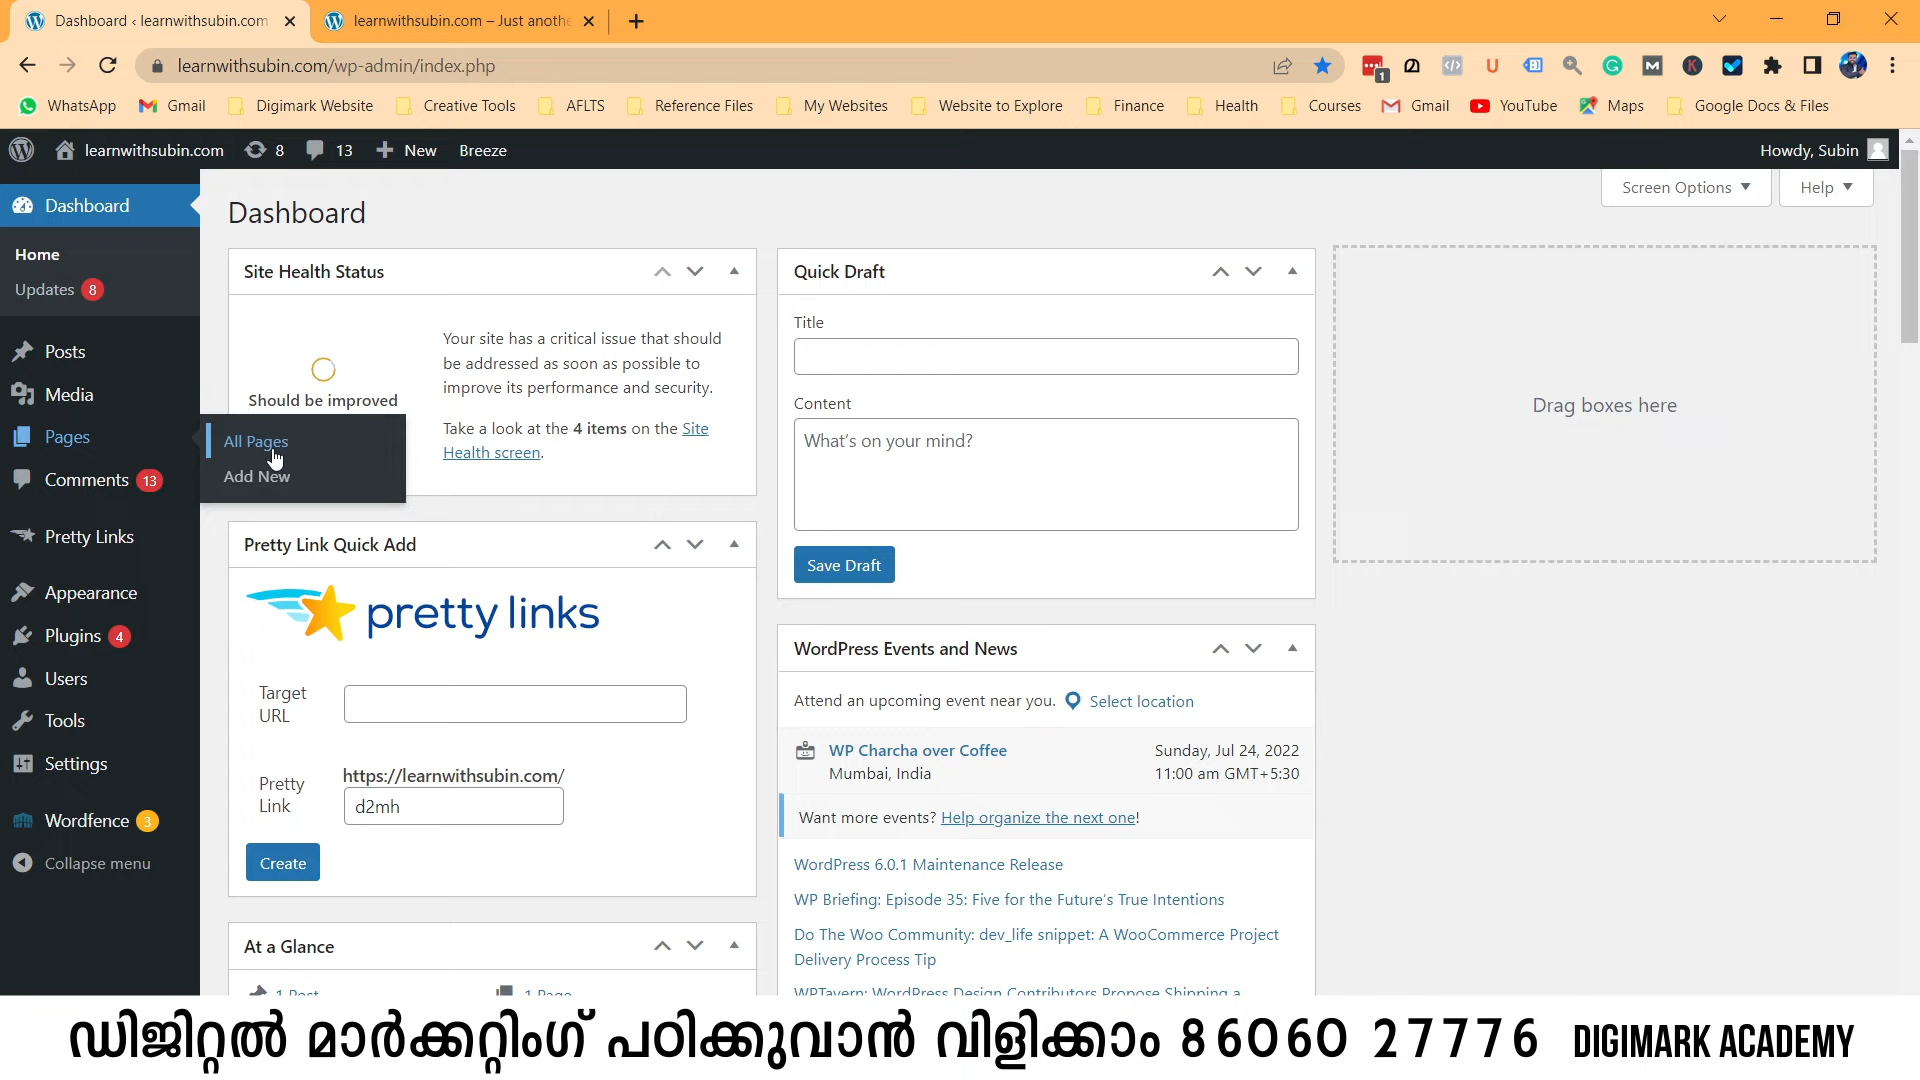 Dashboard ‹ learnwithsubin.com
learnwithsubin.com – Just anothe
learnwithsubin.com/wp-admin/index.php
1
WhatsApp
Gmail
Digimark Website
Creative Tools
AFLTS
Reference Files
My Websites
Website to Explore
Finance
Health
Courses
Gmail
YouTube
Maps
Google Docs & Files
learnwithsubin.com
8
13
New
Breeze
Howdy, Subin
Screen Options
Help
Dashboard
Home
Updates 8
Posts
Media
Pages
All Pages
Add New
Comments 13
Pretty Links
Appearance
Plugins 4
Users
Tools
Settings
Wordfence 3
Collapse menu
Dashboard
Site Health Status
Should be improved
Your site has a critical issue that should
be addressed as soon as possible to
improve its performance and security.
Take a look at the 4 items on the Site
Health screen.
Pretty Link Quick Add
pretty links
Target
URL
Pretty
Link
https://learnwithsubin.com/
d2mh
Create
At a Glance
1 Post
1 Page
Quick Draft
Title
Content
What's on your mind?
Save Draft
WordPress Events and News
Attend an upcoming event near you.
Select location
WP Charcha over Coffee
Mumbai, India
Sunday, Jul 24, 2022
11:00 am GMT+5:30
Want more events? Help organize the next one!
WordPress 6.0.1 Maintenance Release
WP Briefing: Episode 35: Five for the Future's True Intentions
Do The Woo Community: dev_life snippet: A WooCommerce Project
Delivery Process Tip
WPTavern: WordPress Design Contributors Propose Shipping a
Drag boxes here
ഡിജിറ്റൽ മാർക്കറ്റിംഗ് പഠിക്കുവാൻ വിളിക്കാം 86060 27776 DIGIMARK ACADEMY